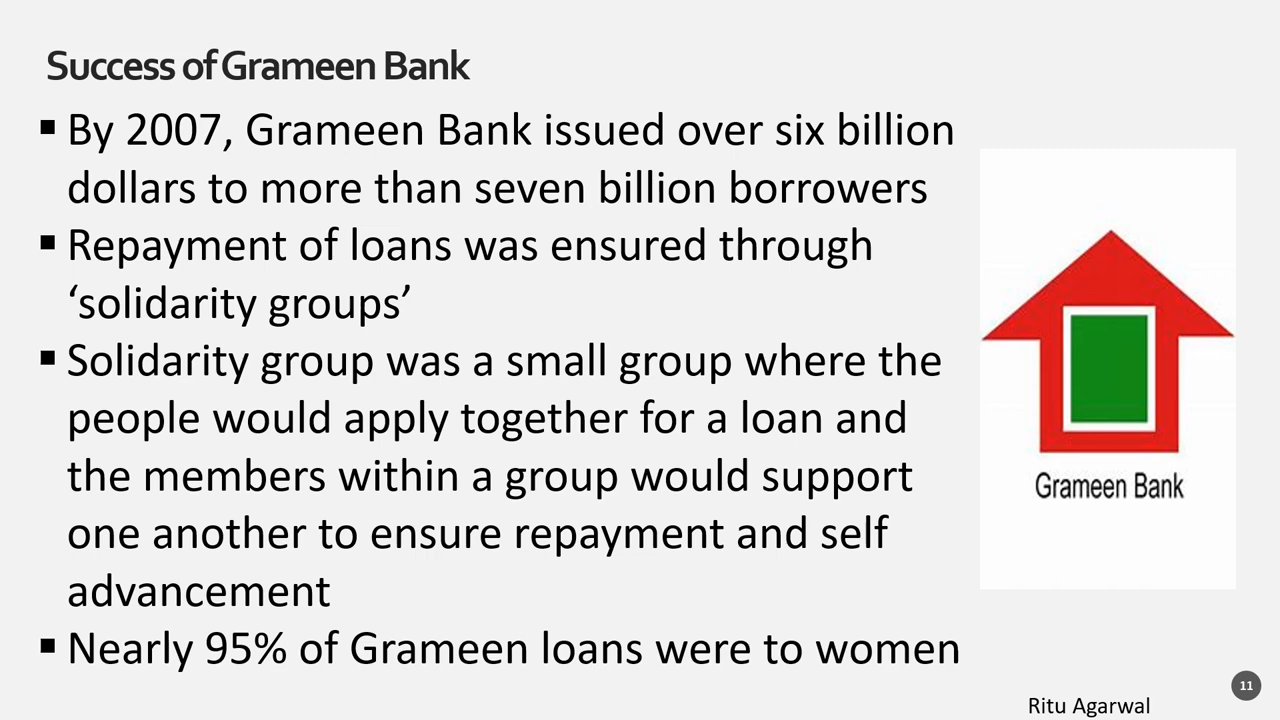 Success of Grameen Bank
▪ By 2007, Grameen Bank issued over six billion
dollars to more than seven billion borrowers
▪ Repayment of loans was ensured through
‘solidarity groups’
▪ Solidarity group was a small group where the
people would apply together for a loan and
the members within a group would support
one another to ensure repayment and self
advancement
▪ Nearly 95% of Grameen loans were to women
Grameen Bank
11
Ritu Agarwal